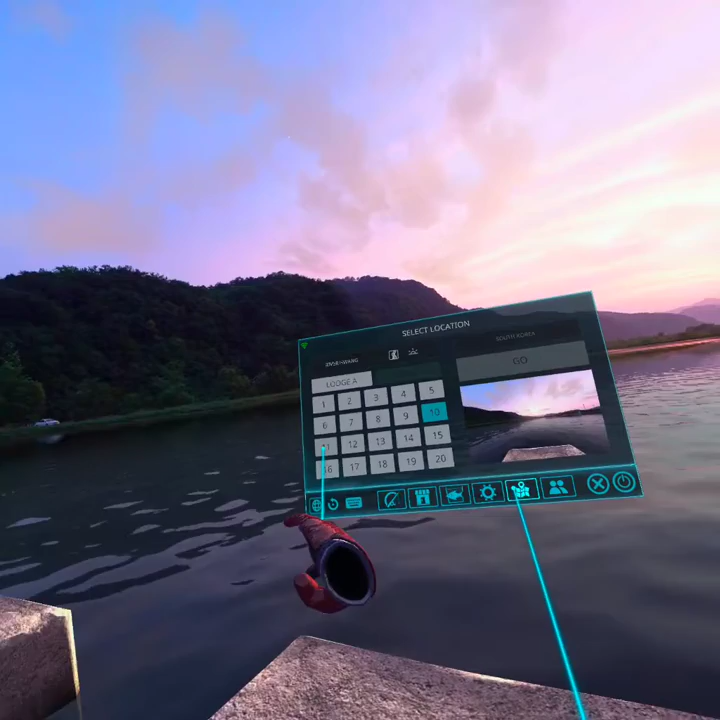 SELECT LOCATION
SOUTH KOREA
GO
LODGE A
1 2 3 4 5
6 7 8 9 10
11 12 13 14 15
16 17 18 19 20